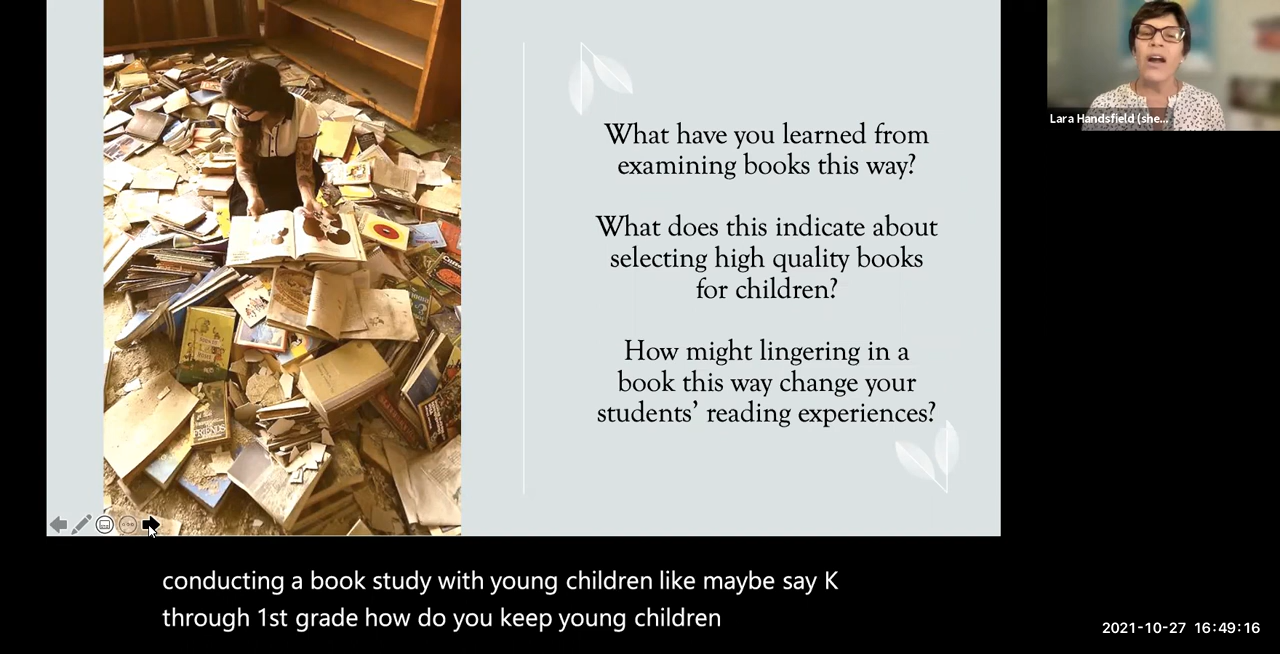 What have you learned from
examining books this way?
What does this indicate about
selecting high quality books
for children?
How might lingering in a
book this way change your
students' reading experiences?
Lara Handsfield (she...
conducting a book study with young children like maybe say K
through 1st grade how do you keep young children
2021-10-27 16:49:16